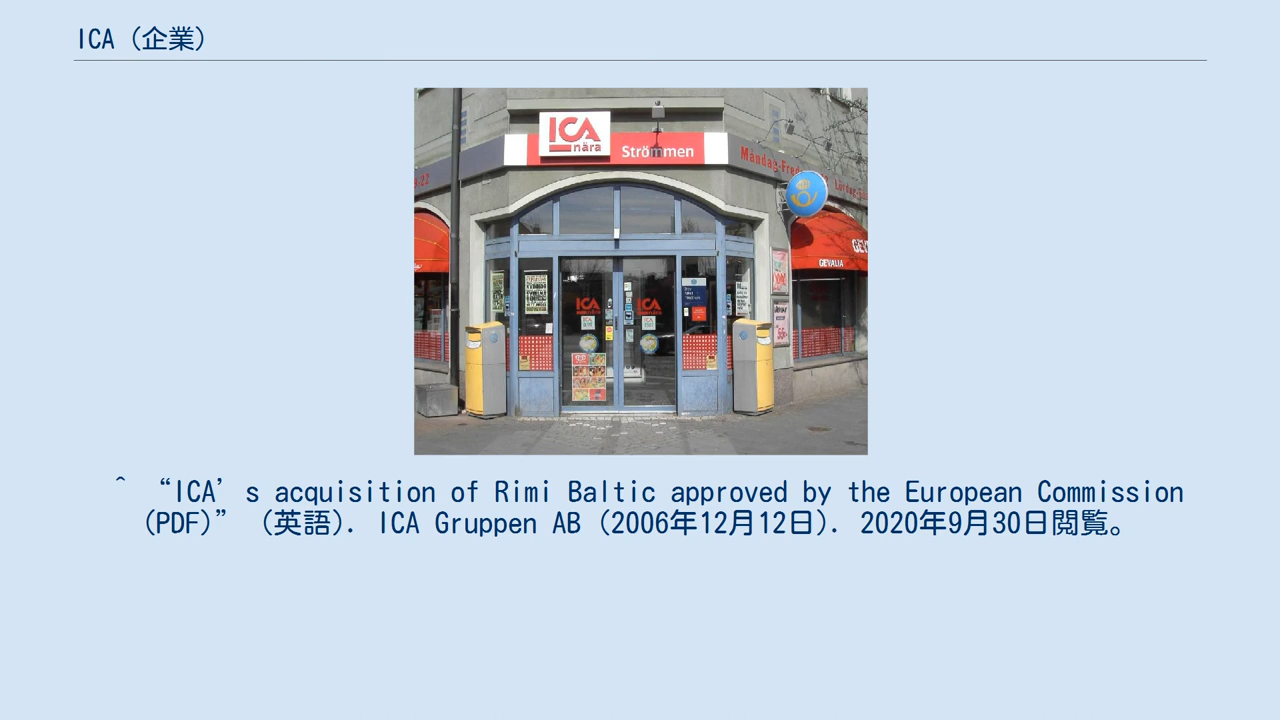 ICA（企業）
ICA
nära
Strömmen
GEVALIA
ICA
ICA
^ “ICA’s acquisition of Rimi Baltic approved by the European Commission
(PDF)” (英語). ICA Gruppen AB (2006年12月12日). 2020年9月30日閲覧。